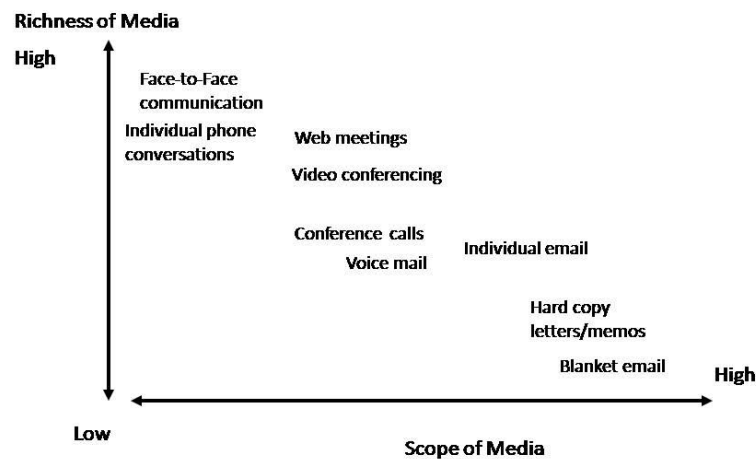 Richness of Media
High
Face-to-Face
communication
Individual phone
conversations
Web meetings
Video conferencing
Conference calls
Individual email
Voice mail
Hard copy
letters/memos
Blanket email
High
Low
Scope of Media